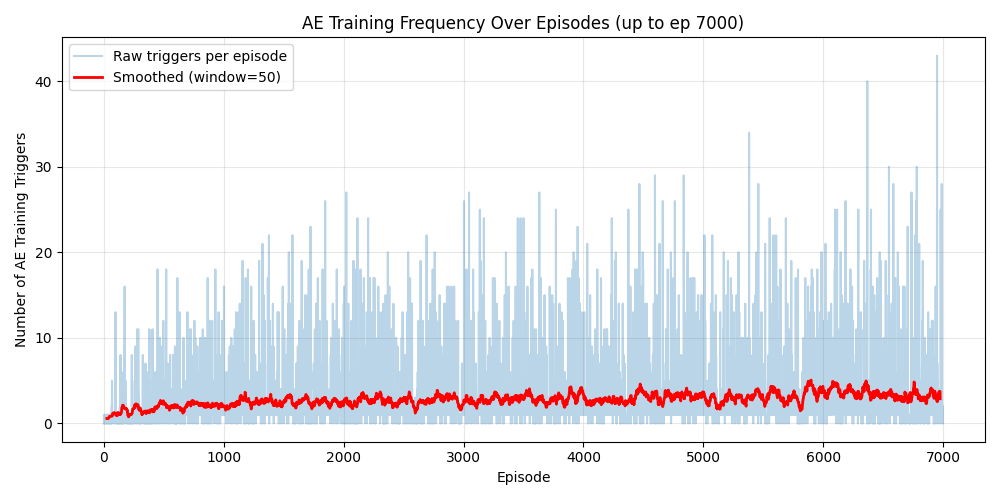 AE Training Frequency Over Episodes (up to ep 7000)
Raw triggers per episode
Smoothed (window=50)
Number of AE Training Triggers
40
30
20
10
0
0 1000 2000 3000 4000 5000 6000 7000
Episode